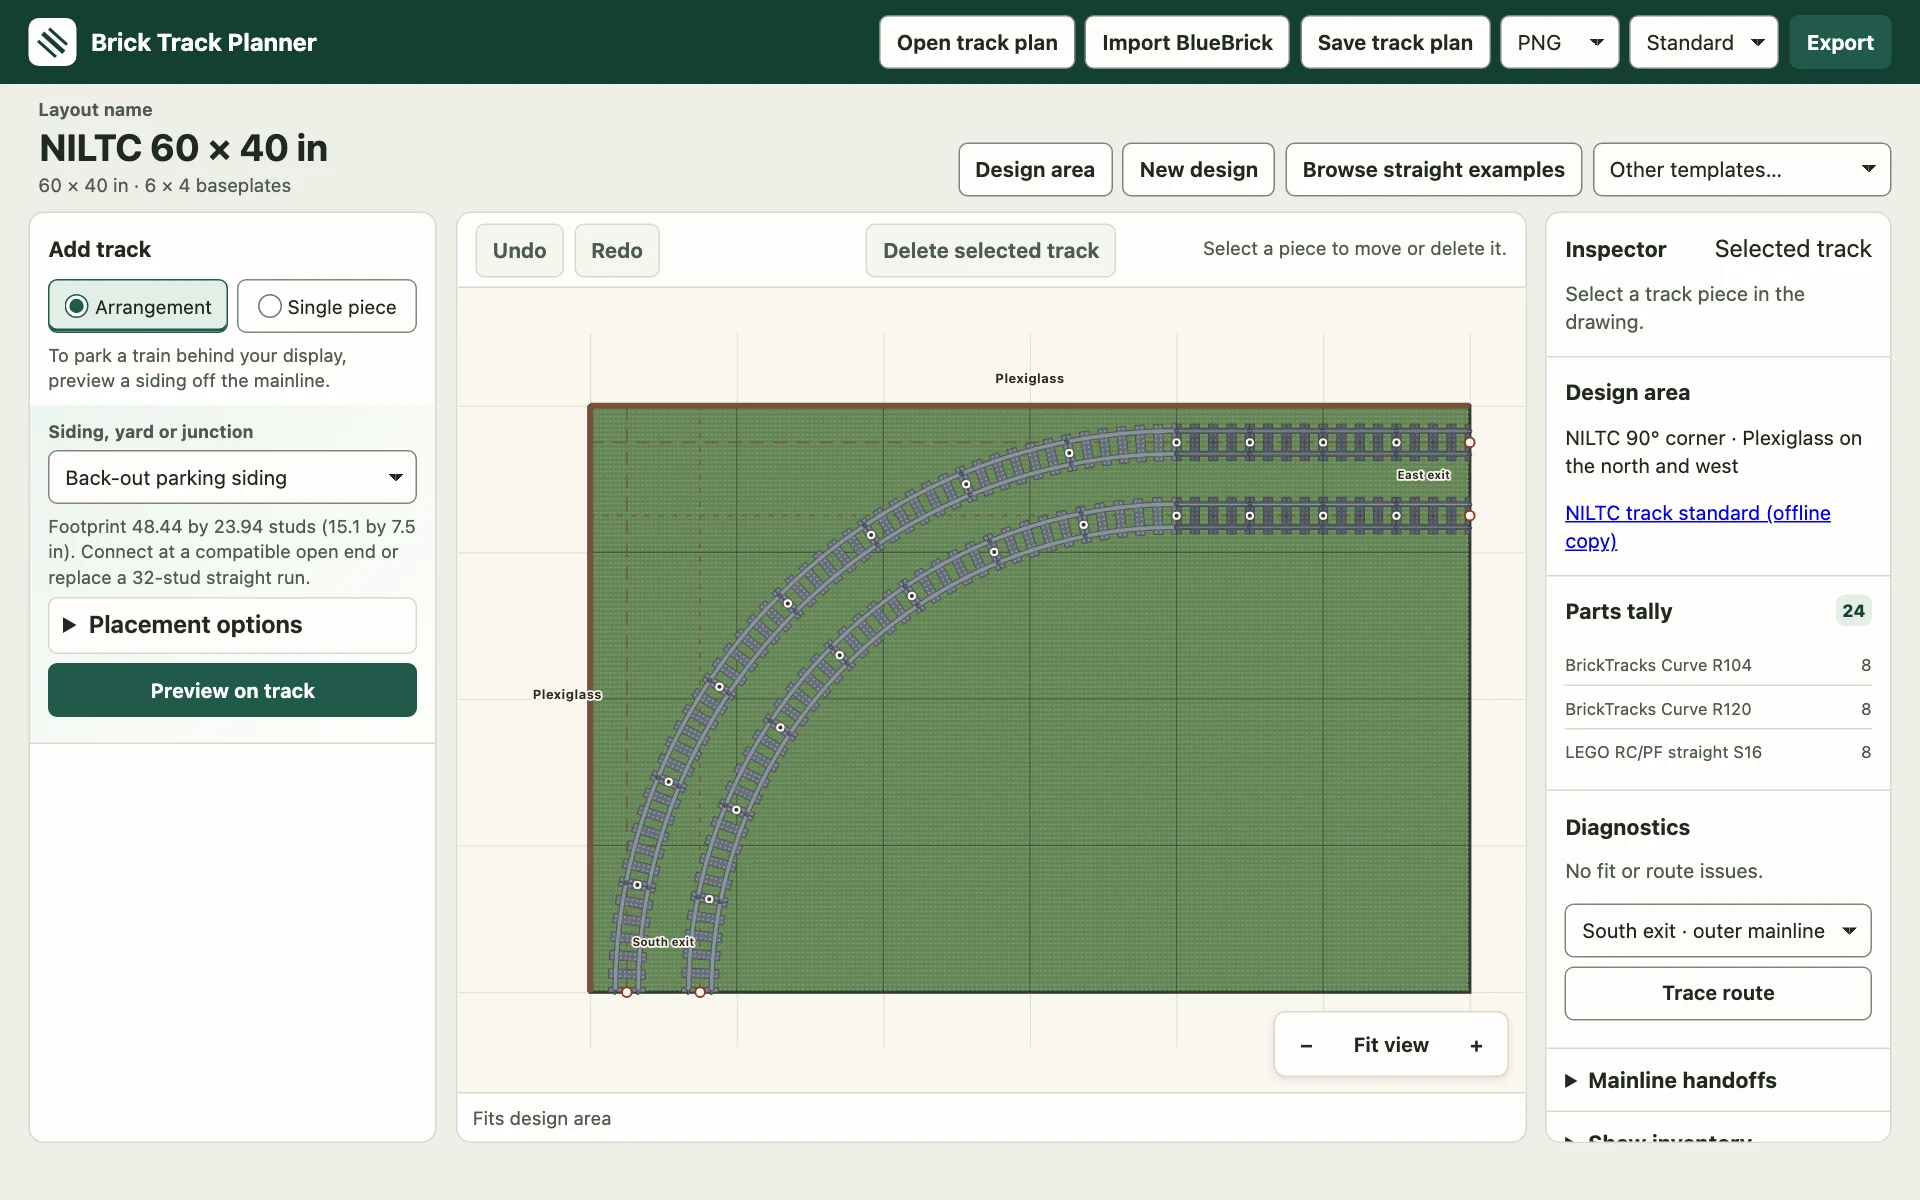 Brick Track Planner
Open track plan
Import BlueBrick
Save track plan
PNG
Standard
Export
Layout name
NILTC 60 × 40 in
60 × 40 in · 6 × 4 baseplates
Design area
New design
Browse straight examples
Other templates...
Add track
Arrangement
Single piece
To park a train behind your display,
preview a siding off the mainline.
Siding, yard or junction
Back-out parking siding
Footprint 48.44 by 23.94 studs (15.1 by 7.5
in). Connect at a compatible open end or
replace a 32-stud straight run.
Placement options
Preview on track
Undo
Redo
Delete selected track
Select a piece to move or delete it.
Plexiglass
East exit
Plexiglass
South exit
−
Fit view
+
Fits design area
Inspector
Selected track
Select a track piece in the
drawing.
Design area
NILTC 90° corner · Plexiglass on
the north and west
NILTC track standard (offline
copy)
Parts tally
24
BrickTracks Curve R104
8
BrickTracks Curve R120
8
LEGO RC/PF straight S16
8
Diagnostics
No fit or route issues.
South exit · outer mainline
Trace route
Mainline handoffs
Show inventory